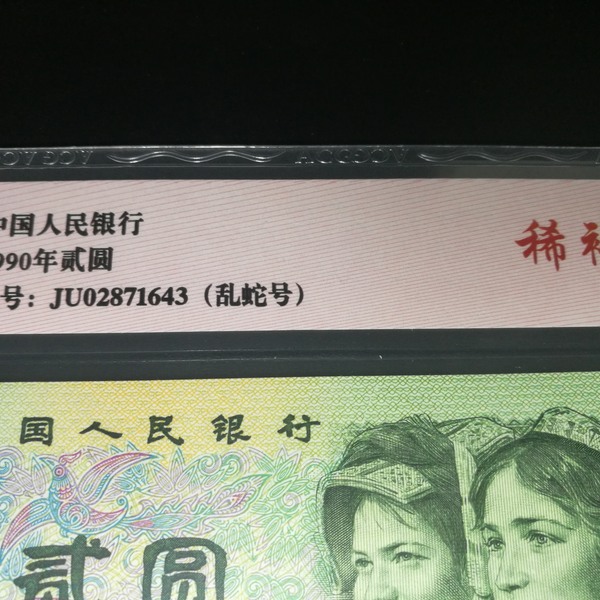 中国人民银行
990年贰圆
号：JU02871643（乱蛇号）
稀
国人民银行
贰圆